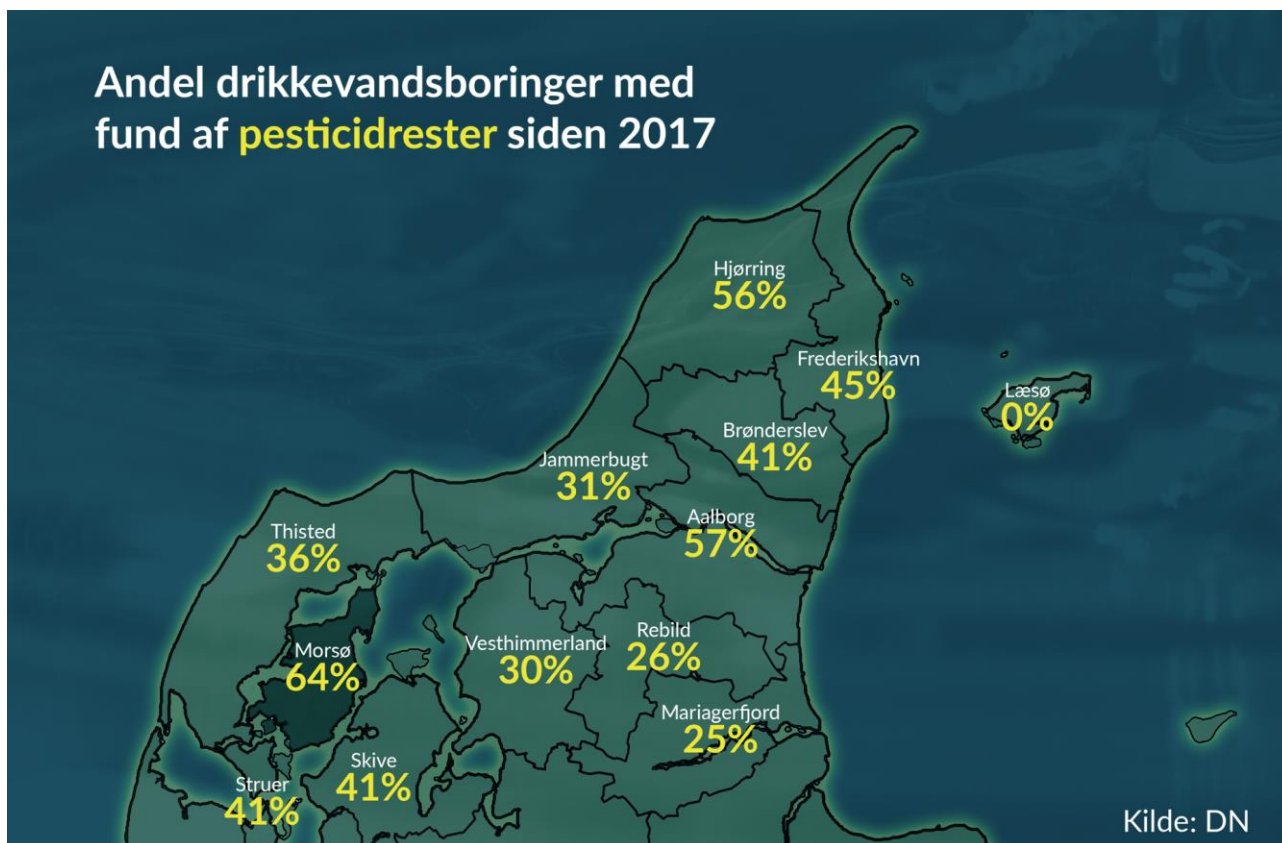 Andel drikkevandsboringer med
fund af pesticidrester siden 2017
Hjørring
56%
Frederikshavn
45%
Læsø
0%
Brønderslev
41%
Jammerbugt
31%
Aalborg
57%
Thisted
36%
Morsø
64%
Vesthimmerland
30%
Rebild
26%
Mariagerfjord
25%
Skive
41%
Struer
41%
Kilde: DN